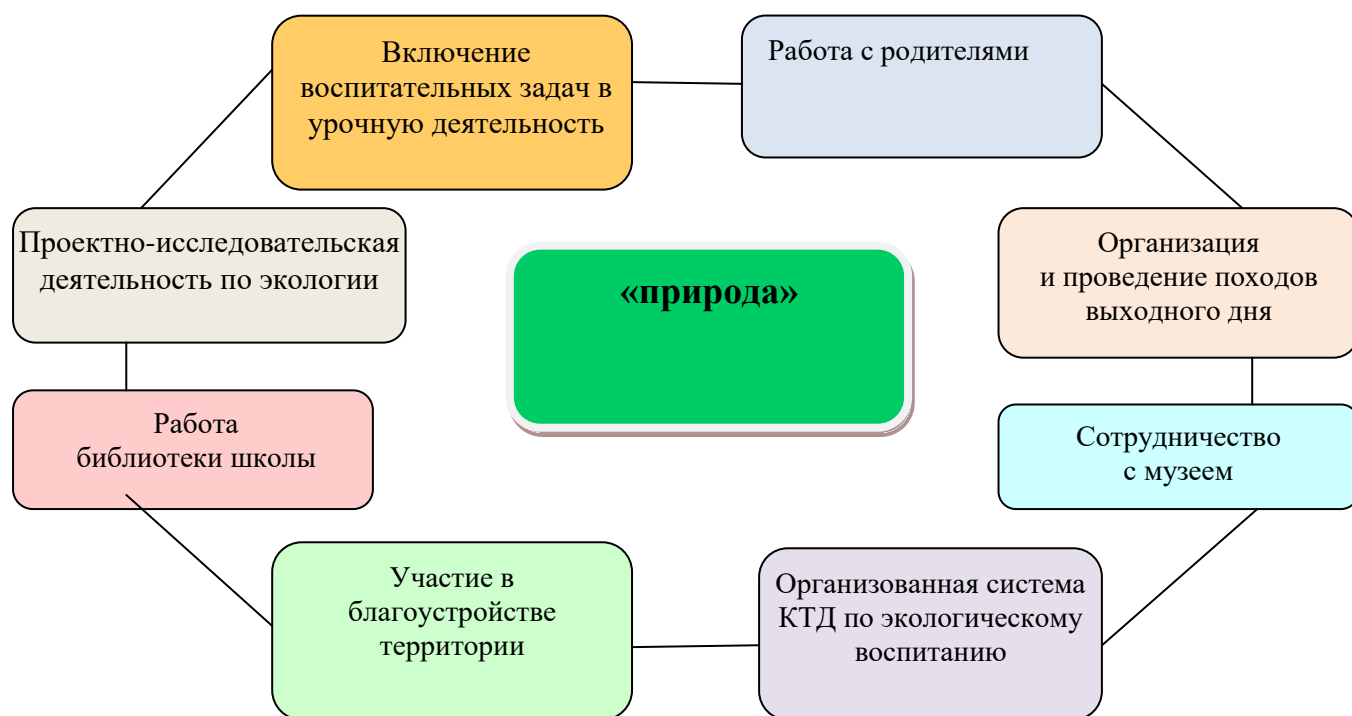 Включение
воспитательных задач в
урочную деятельность
Работа с родителями
Проектно-исследовательская
деятельность по экологии
«природа»
Организация
и проведение походов
выходного дня
Работа
библиотеки школы
Сотрудничество
с музеем
Участие в
благоустройстве
территории
Организованная система
КТД по экологическому
воспитанию